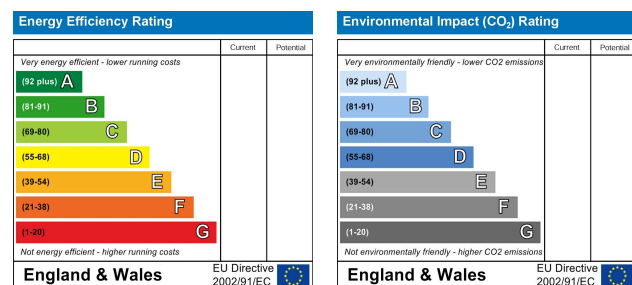 Energy Efficiency Rating
Current Potential
Very energy efficient - lower running costs
(92 plus) A
(81-91) B
(69-80) C
(55-68) D
(39-54) E
(21-38) F
(1-20) G
Not energy efficient - higher running costs
England & Wales
EU Directive
2002/91/EC
Environmental Impact (CO₂) Rating
Current Potential
Very environmentally friendly - lower CO2 emissions
(92 plus) A
(81-91) B
(69-80) C
(55-68) D
(39-54) E
(21-38) F
(1-20) G
Not environmentally friendly - higher CO2 emissions
England & Wales
EU Directive
2002/91/EC